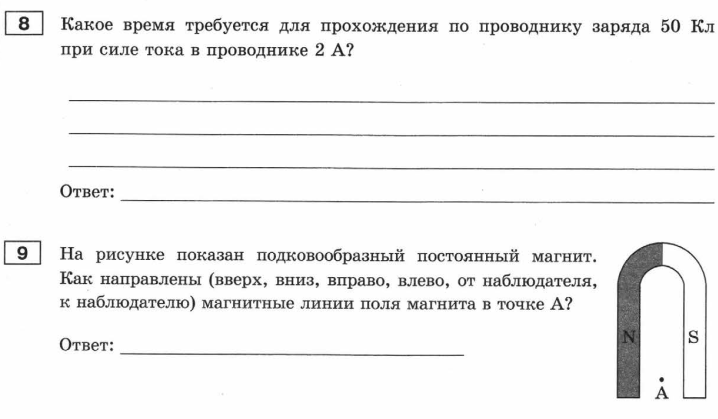 8 Какое время требуется для прохождения по проводнику заряда 50 Кл
при силе тока в проводнике 2 А?
Ответ:
9 На рисунке показан подковообразный постоянный магнит.
Как направлены (вверх, вниз, вправо, влево, от наблюдателя,
к наблюдателю) магнитные линии поля магнита в точке А?
N S
Ответ:
А